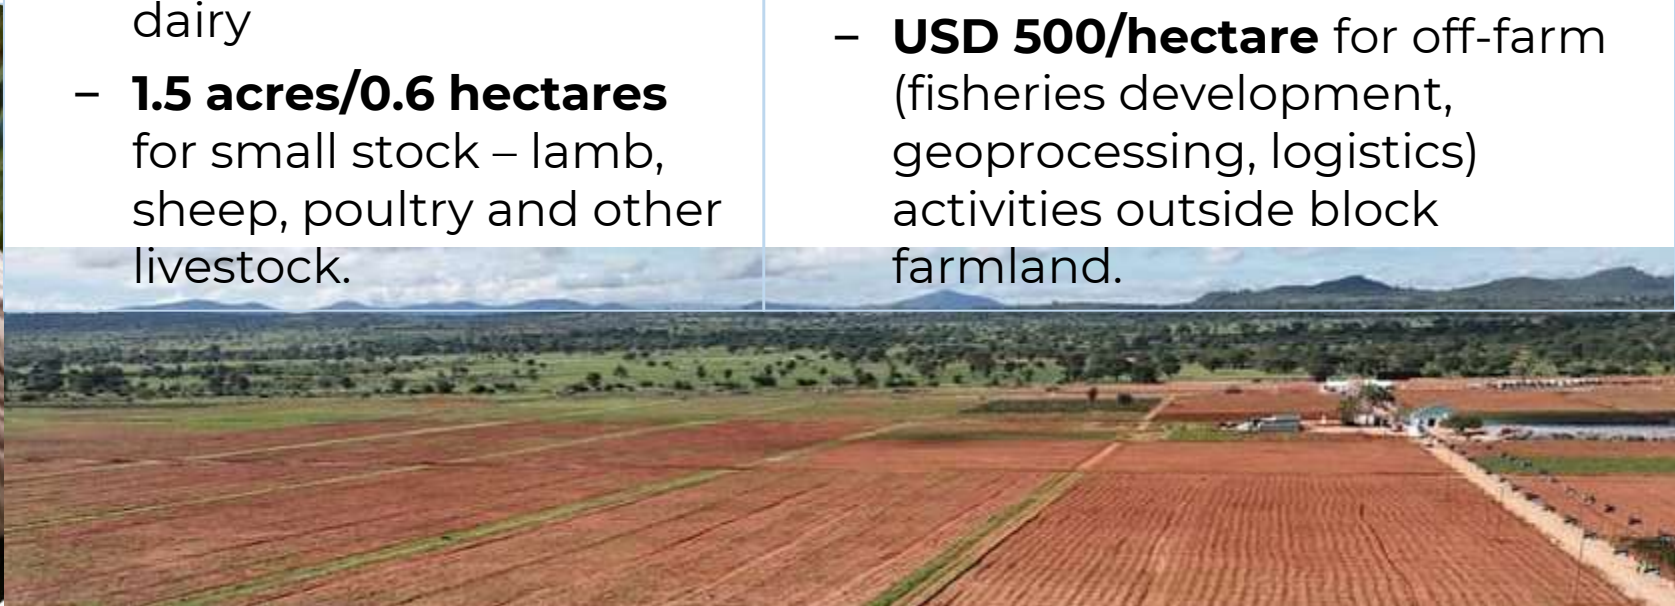 dairy
– 1.5 acres/0.6 hectares
for small stock – lamb,
sheep, poultry and other
livestock.
– USD 500/hectare for off-farm
(fisheries development,
geoprocessing, logistics)
activities outside block
farmland.